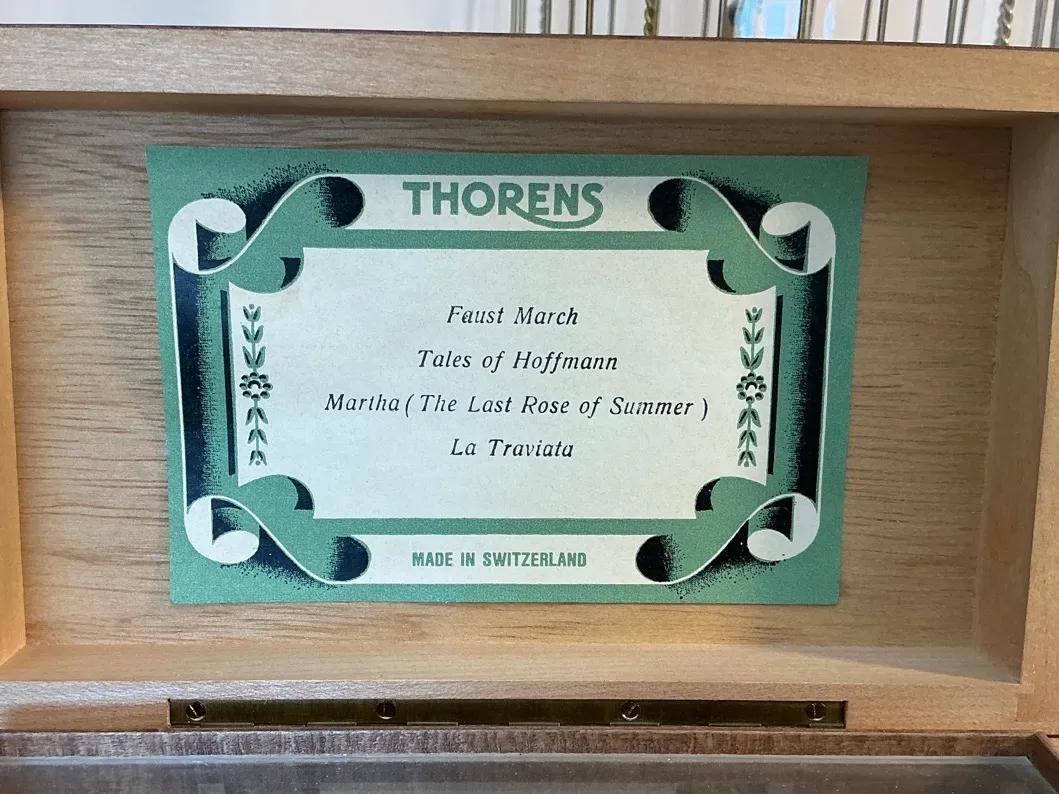 THORENS
Faust March
Tales of Hoffmann
Martha ( The Last Rose of Summer )
La Traviata
MADE IN SWITZERLAND